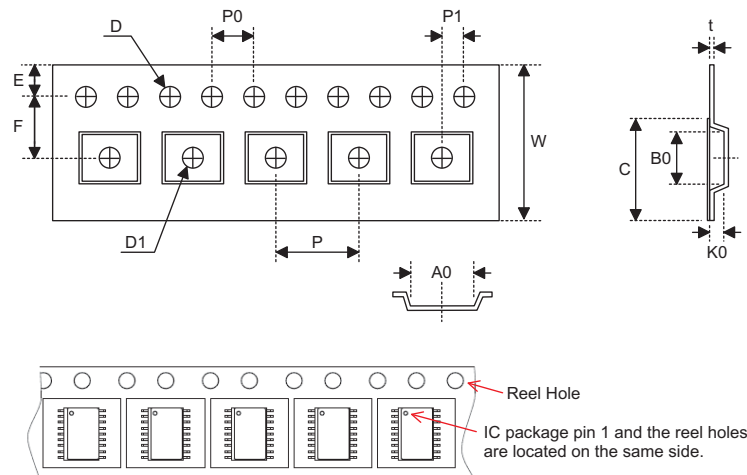 D
P0
P1
t
E
F
W
C
B0
D1
P
A0
K0
Reel Hole
IC package pin 1 and the reel holes
are located on the same side.